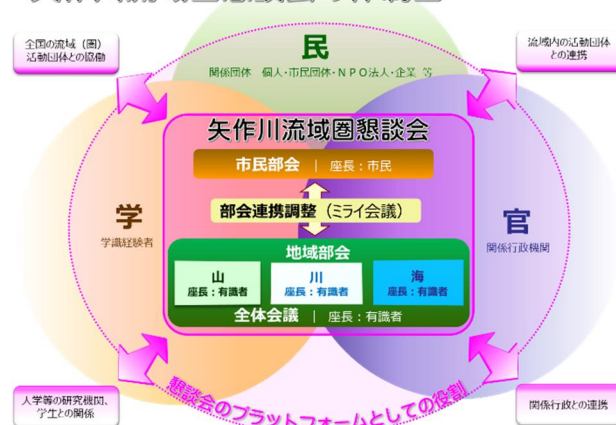 全国の流域（圏）
活動団体との協働
民
関係団体 個人・市民団体・NPO法人・企業 等
流域内の活動団体
との連携
矢作川流域圏懇談会
市民部会 | 座長：市民
部会連携調整（ミライ会議）
学
学識経験者
官
関係行政機関
地域部会
山
座長：有識者
川
座長：有識者
海
座長：有識者
全体会議 | 座長：有識者
大学等の研究機関、
学生との関係
懇談会のプラットフォームとしての役割
関係行政との連携